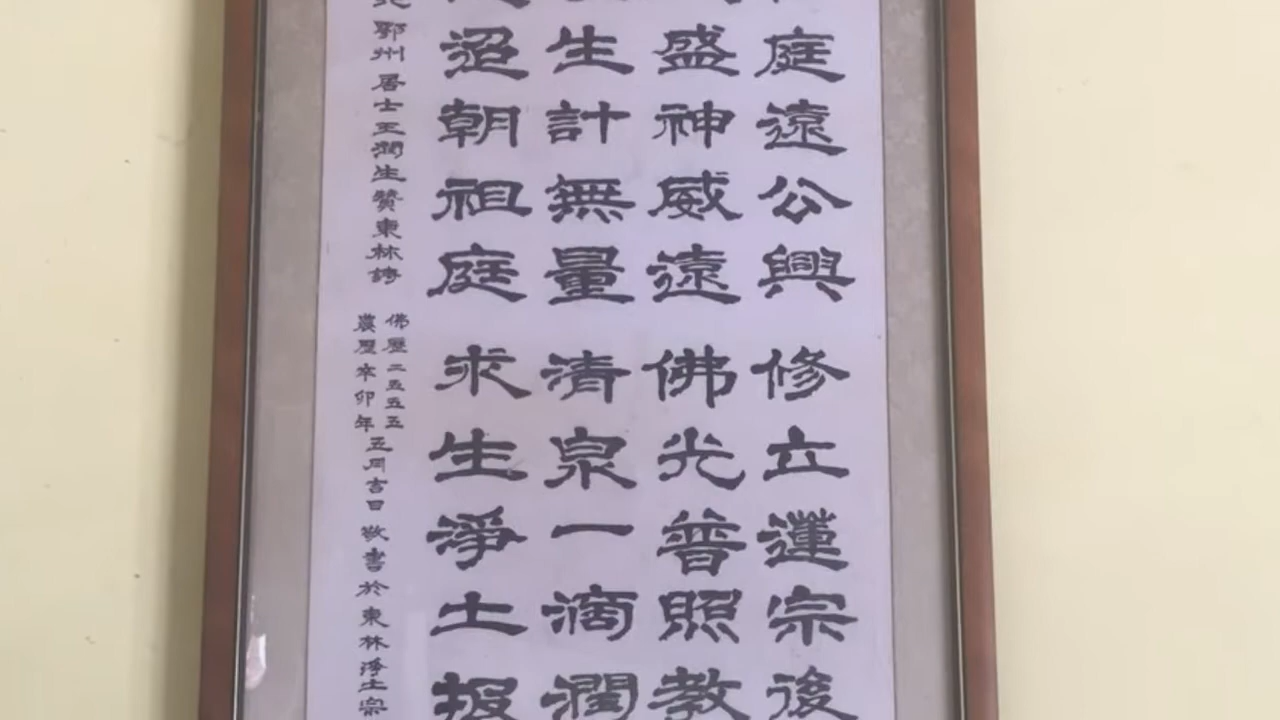 庭遠公興 修立蓮宗後
盛神威遠 佛光普照教
生計無量 清泉一滴潤
迢朝祖庭 求生淨土报
鄂州居士王潤生贊東林詩
佛歷二五五五
農歷辛卯年
五月吉日敬書於東林淨土宗